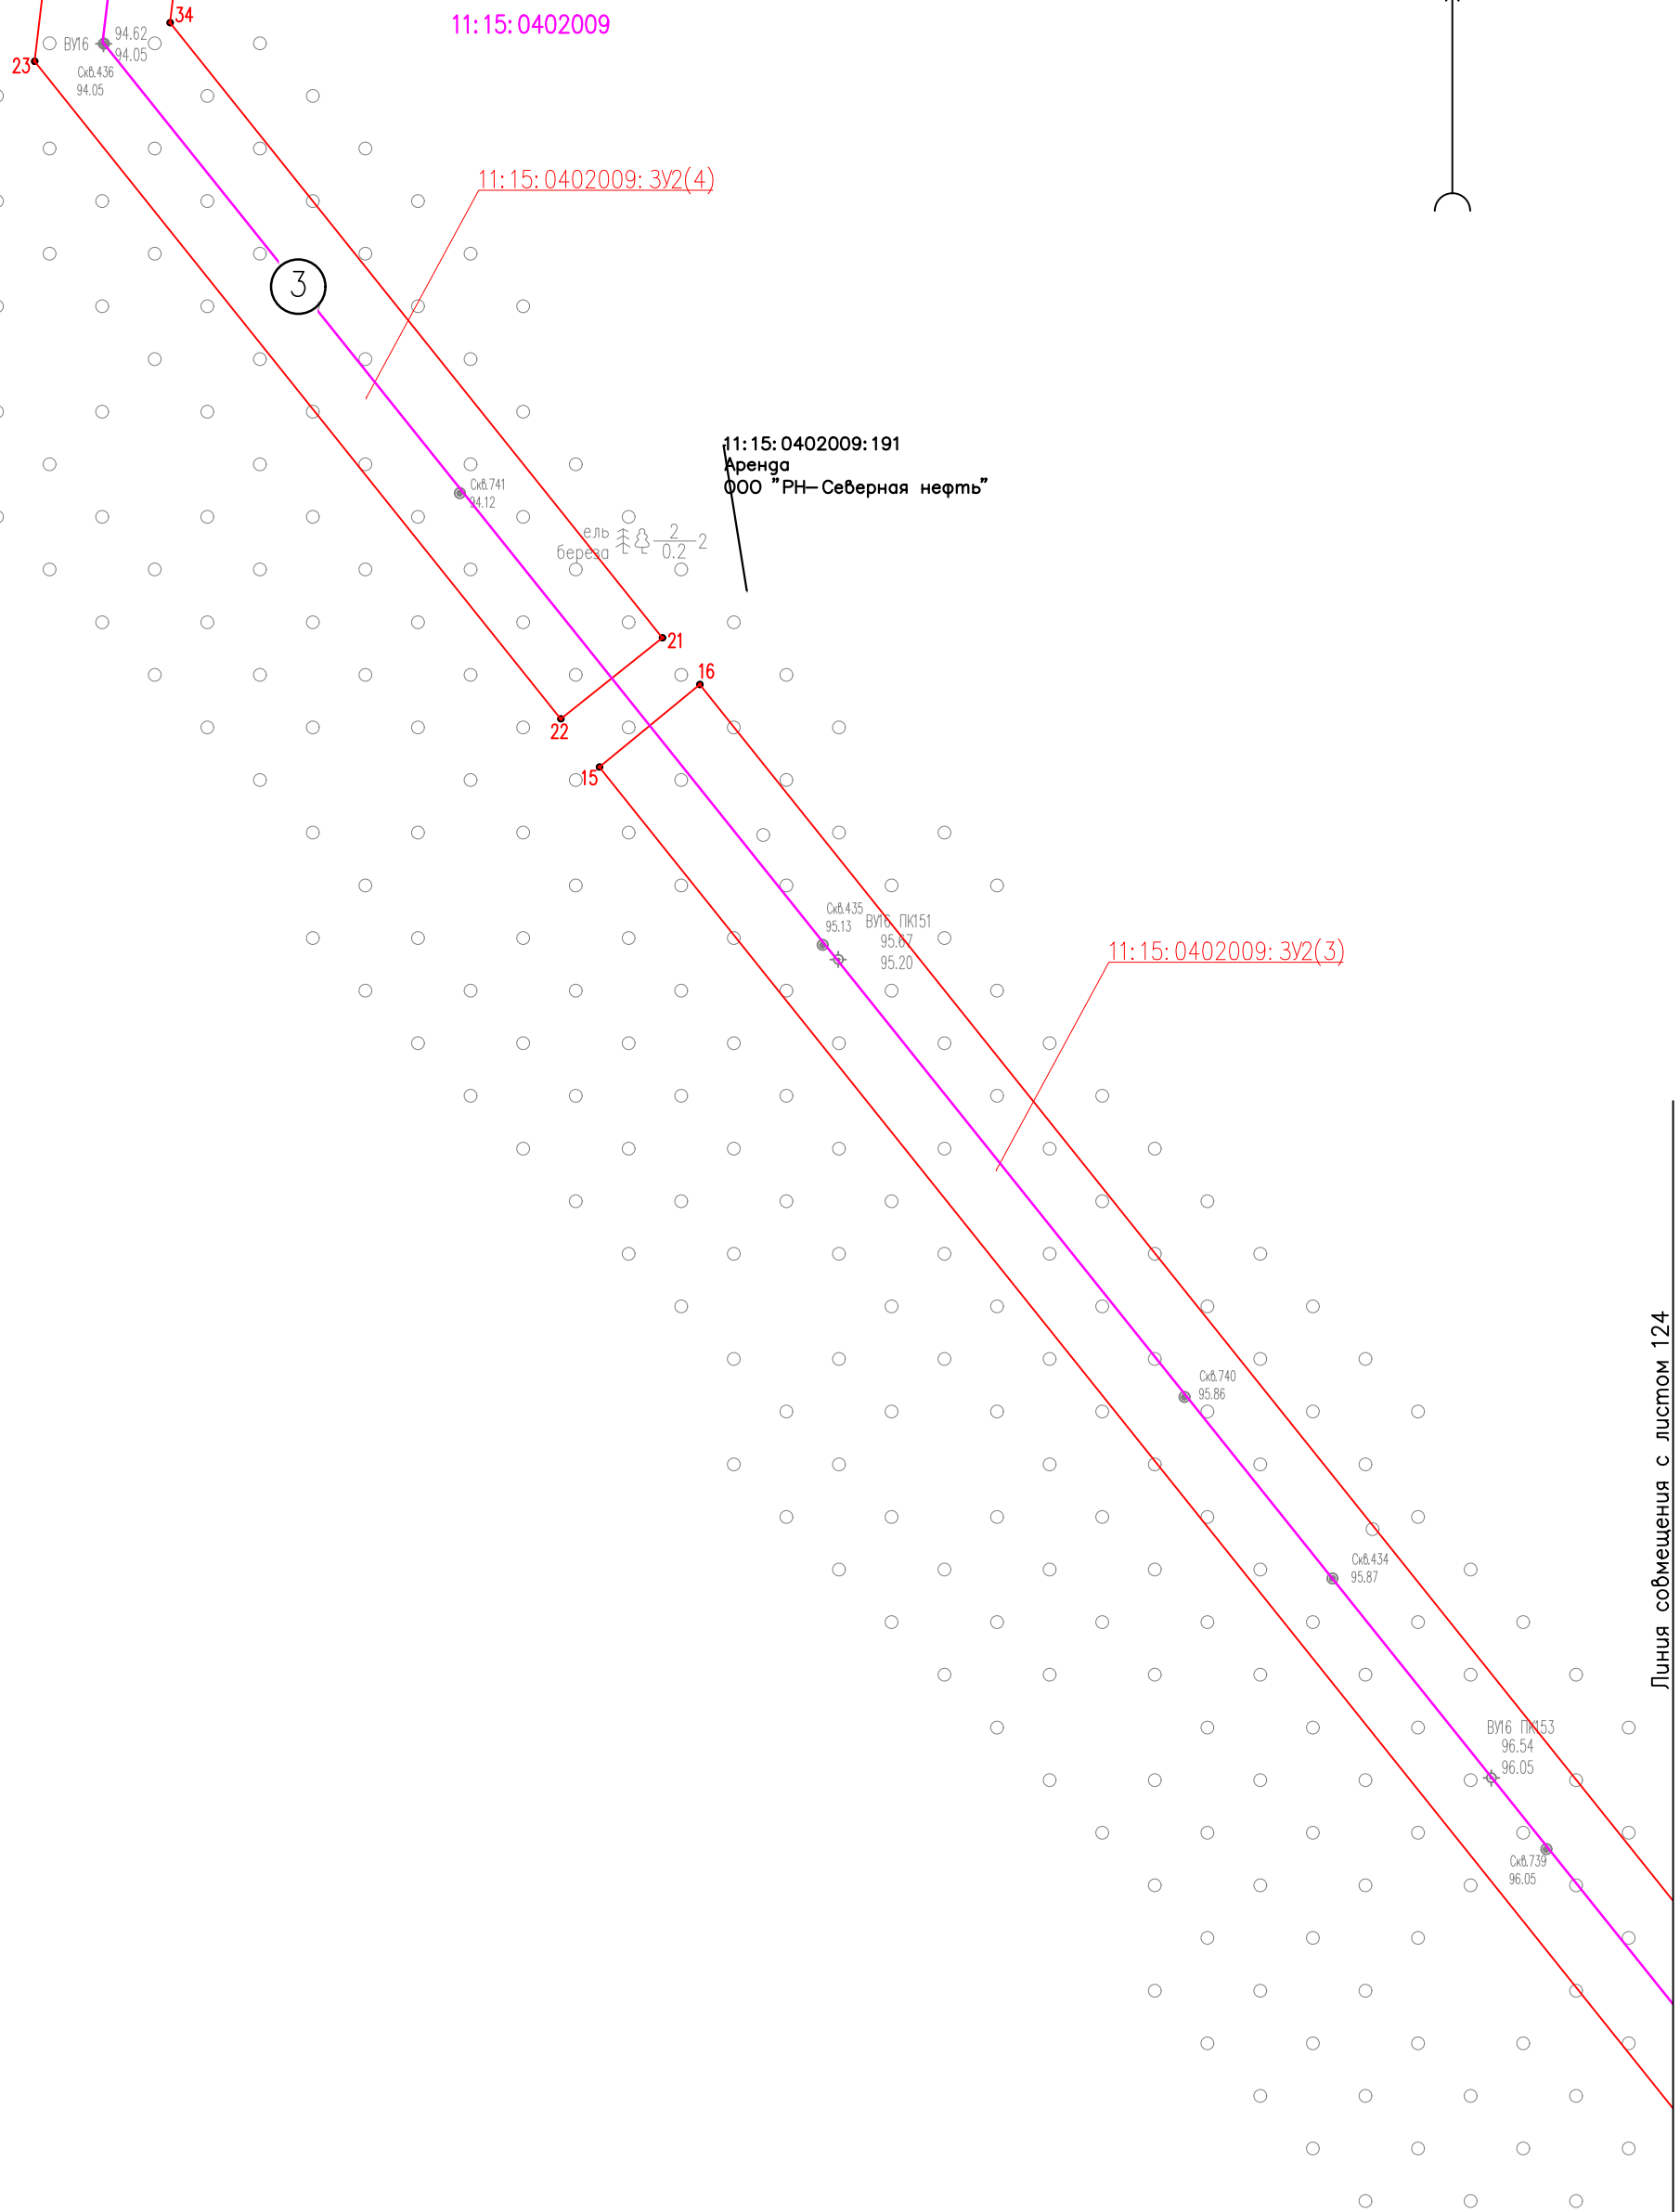 34
11:15:0402009
94.62
ВУ16
94.05
23
Скв.436
94.05
11:15:0402009:ЗУ2(4)
3
11:15:0402009:191
Аренда
ООО "РН-Северная нефть"
Скв.741
94.12
ель
береза
2
0.2
2
21
16
22
15
Скв.435
95.13
ВУ16 ПК151
95.67
95.20
11:15:0402009:ЗУ2(3)
Линия совмещения с листом 124
Скв.740
95.86
Скв.434
95.87
ВУ16 ПК153
96.54
96.05
Скв.739
96.05